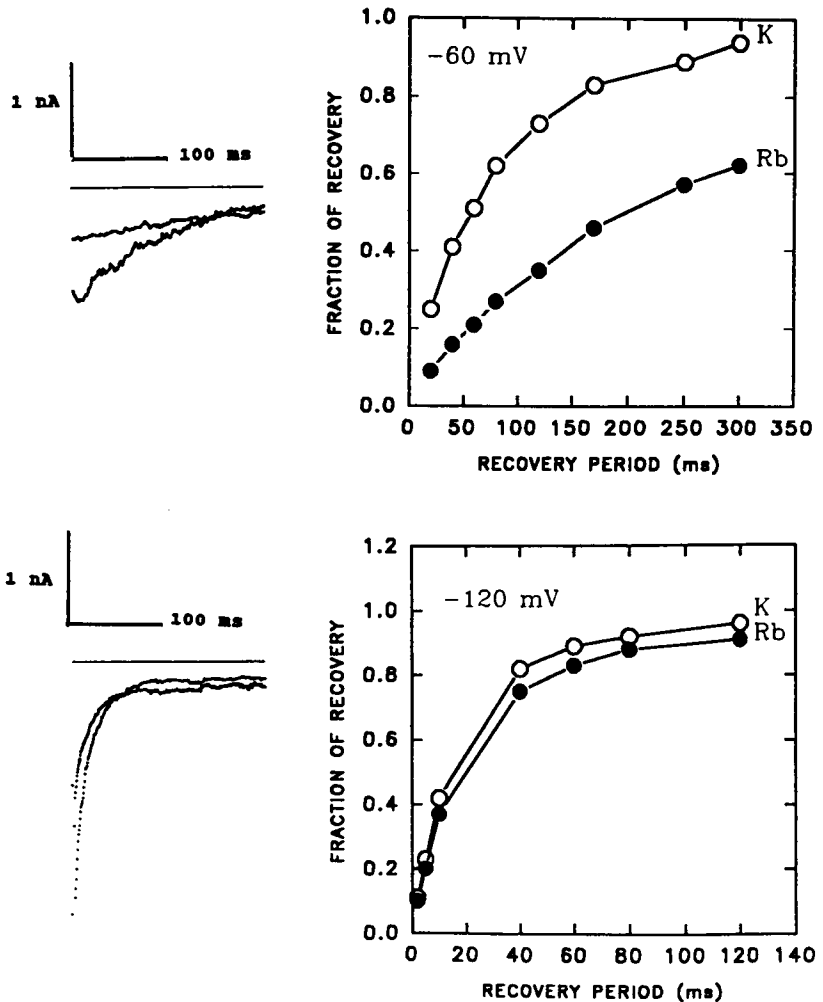 1 nA
100 ms
-60 mV
K
Rb
FRACTION OF RECOVERY
1.0
0.8
0.6
0.4
0.2
0.0
0 50 100 150 200 250 300 350
RECOVERY PERIOD (ms)
1 nA
100 ms
-120 mV
K
Rb
FRACTION OF RECOVERY
1.2
1.0
0.8
0.6
0.4
0.2
0.0
0 20 40 60 80 100 120 140
RECOVERY PERIOD (ms)